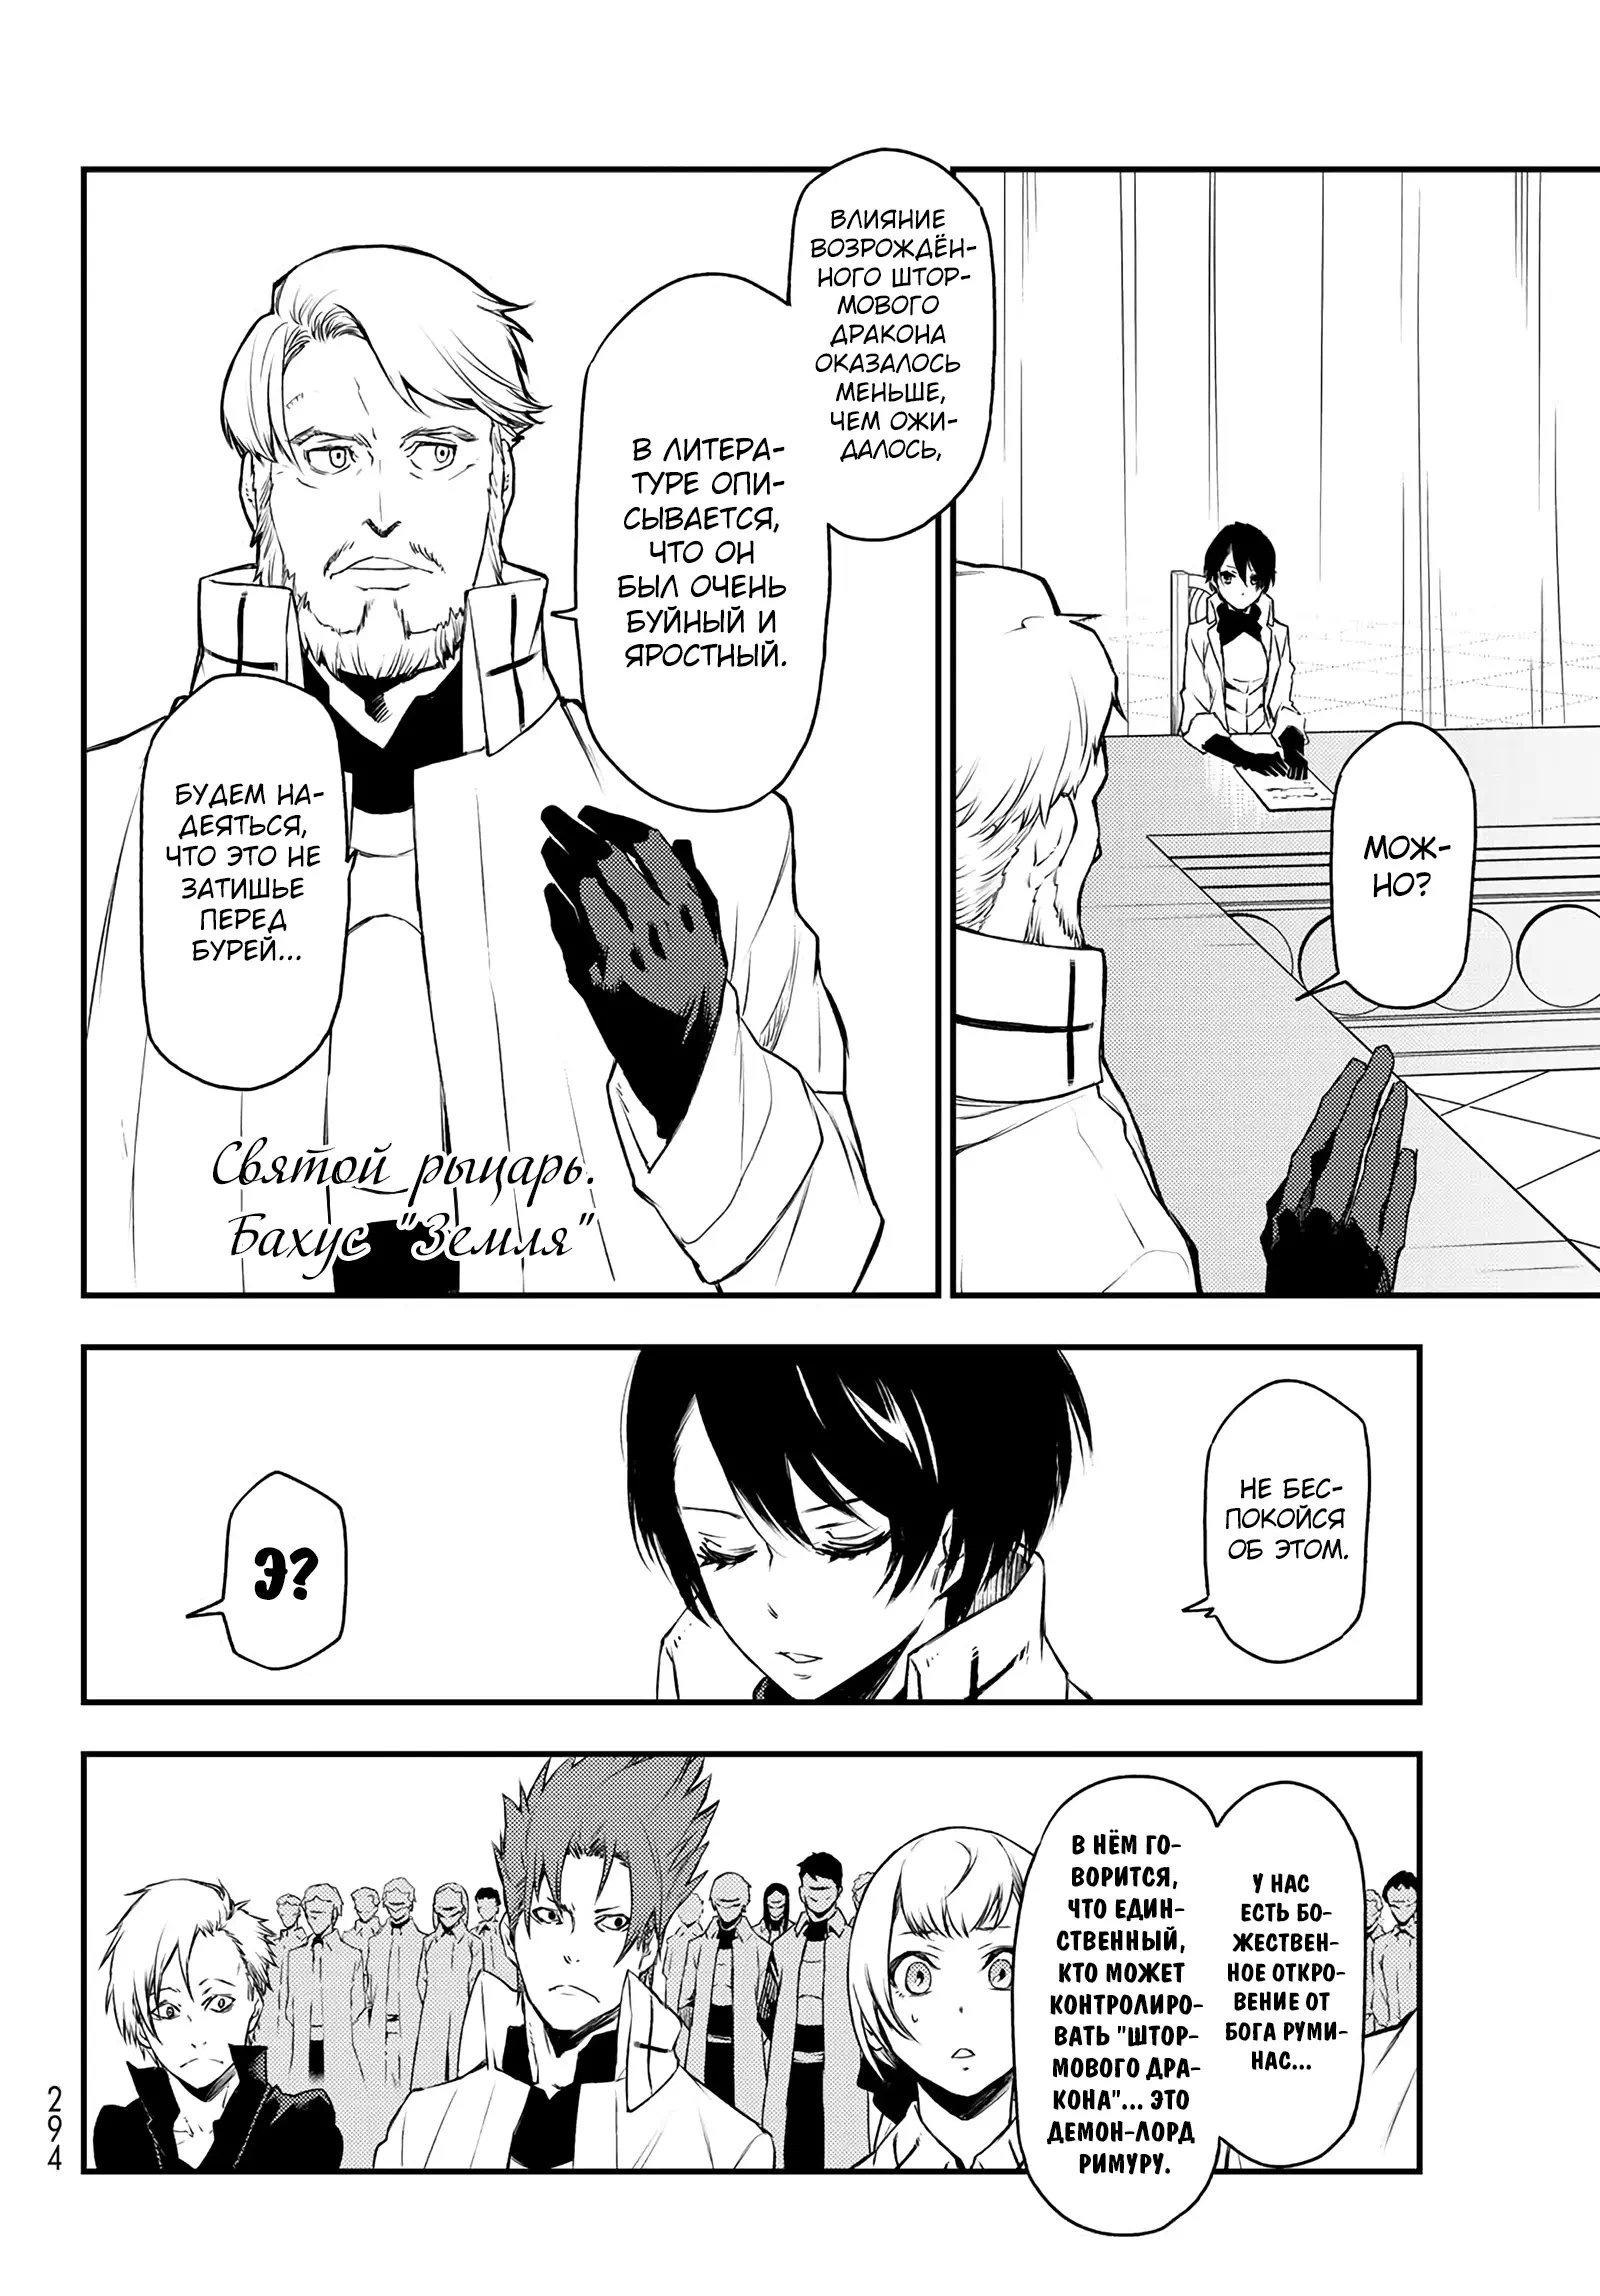 МОЖ-
НО?
ВЛИЯНИЕ
ВОЗРОЖДЁН-
НОГО ШТОР-
МОВОГО
ДРАКОНА
ОКАЗАЛОСЬ
МЕНЬШЕ,
ЧЕМ ОЖИ-
ДАЛОСЬ,
В ЛИТЕРА-
ТУРЕ ОПИ-
СЫВАЕТСЯ,
ЧТО ОН
БЫЛ ОЧЕНЬ
БУЙНЫЙ И
ЯРОСТНЫЙ.
БУДЕМ НА-
ДЕЯТЬСЯ,
ЧТО ЭТО НЕ
ЗАТИШЬЕ
ПЕРЕД
БУРЕЙ...
Святой рыцарь.
Бахус "Земля"
НЕ БЕС-
ПОКОЙСЯ
ОБ ЭТОМ.
Э?
У НАС
ЕСТЬ БО-
ЖЕСТВЕН-
НОЕ ОТКРО-
ВЕНИЕ ОТ
БОГА РУМИ-
НАС...
В НЁМ ГО-
ВОРИТСЯ,
ЧТО ЕДИН-
СТВЕННЫЙ,
КТО МОЖЕТ
КОНТРОЛИРО-
ВАТЬ "ШТОР-
МОВОГО ДРА-
КОНА"... ЭТО
ДЕМОН-ЛОРД
РИМУРУ.
294